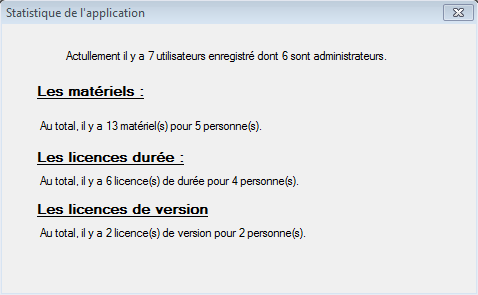 Statistique de l'application
Actullement il y a 7 utilisateurs enregistré dont 6 sont administrateurs.
Les matériels :
Au total, il y a 13 matériel(s) pour 5 personne(s).
Les licences durée :
Au total, il y a 6 licence(s) de durée pour 4 personne(s).
Les licences de version
Au total, il y a 2 licence(s) de version pour 2 personne(s).